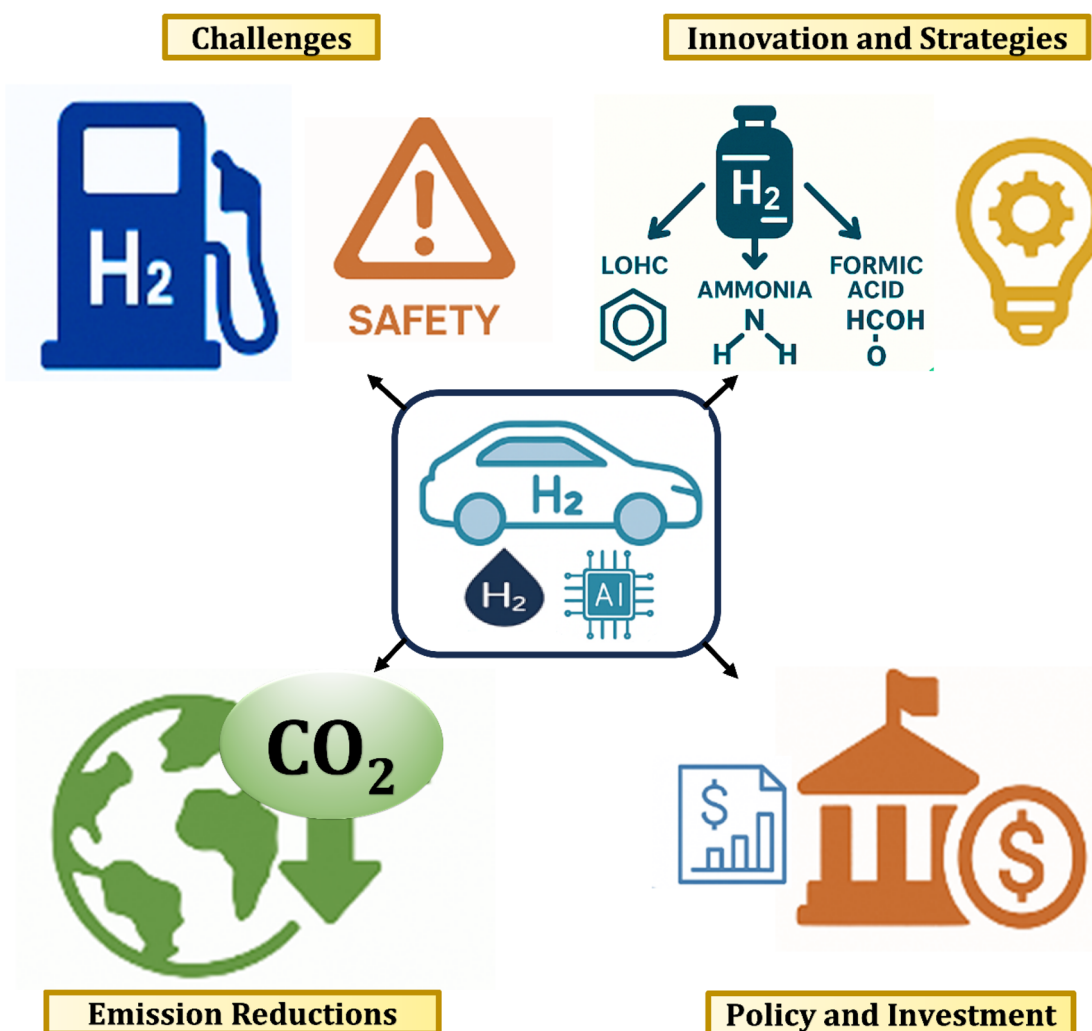 Challenges
Innovation and Strategies
H₂
SAFETY
H₂
LOHC
AMMONIA
N
H H
FORMIC
ACID
HCOH
O
H₂
H₂
AI
CO₂
$
$
Emission Reductions
Policy and Investment